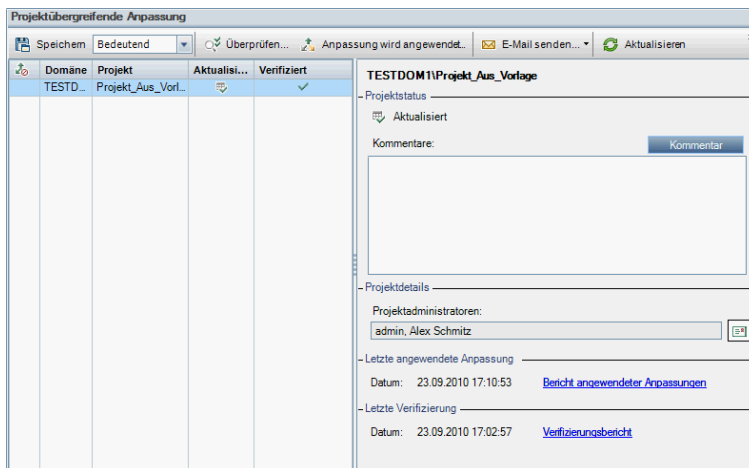 Projektübergreifende Anpassung
Speichern Bedeutend Überprüfen... Anpassung wird angewendet.. E-Mail senden... Aktualisieren
Domäne Projekt Aktualisi... Verifiziert
TESTD... Projekt_Aus_Vorl...
TESTDOM1\Projekt_Aus_Vorlage
Projektstatus
Aktualisiert
Kommentare: Kommentar
Projektdetails
Projektadministratoren:
admin, Alex Schmitz
Letzte angewendete Anpassung
Datum: 23.09.2010 17:10:53 Bericht angewendeter Anpassungen
Letzte Verifizierung
Datum: 23.09.2010 17:02:57 Verifizierungsbericht